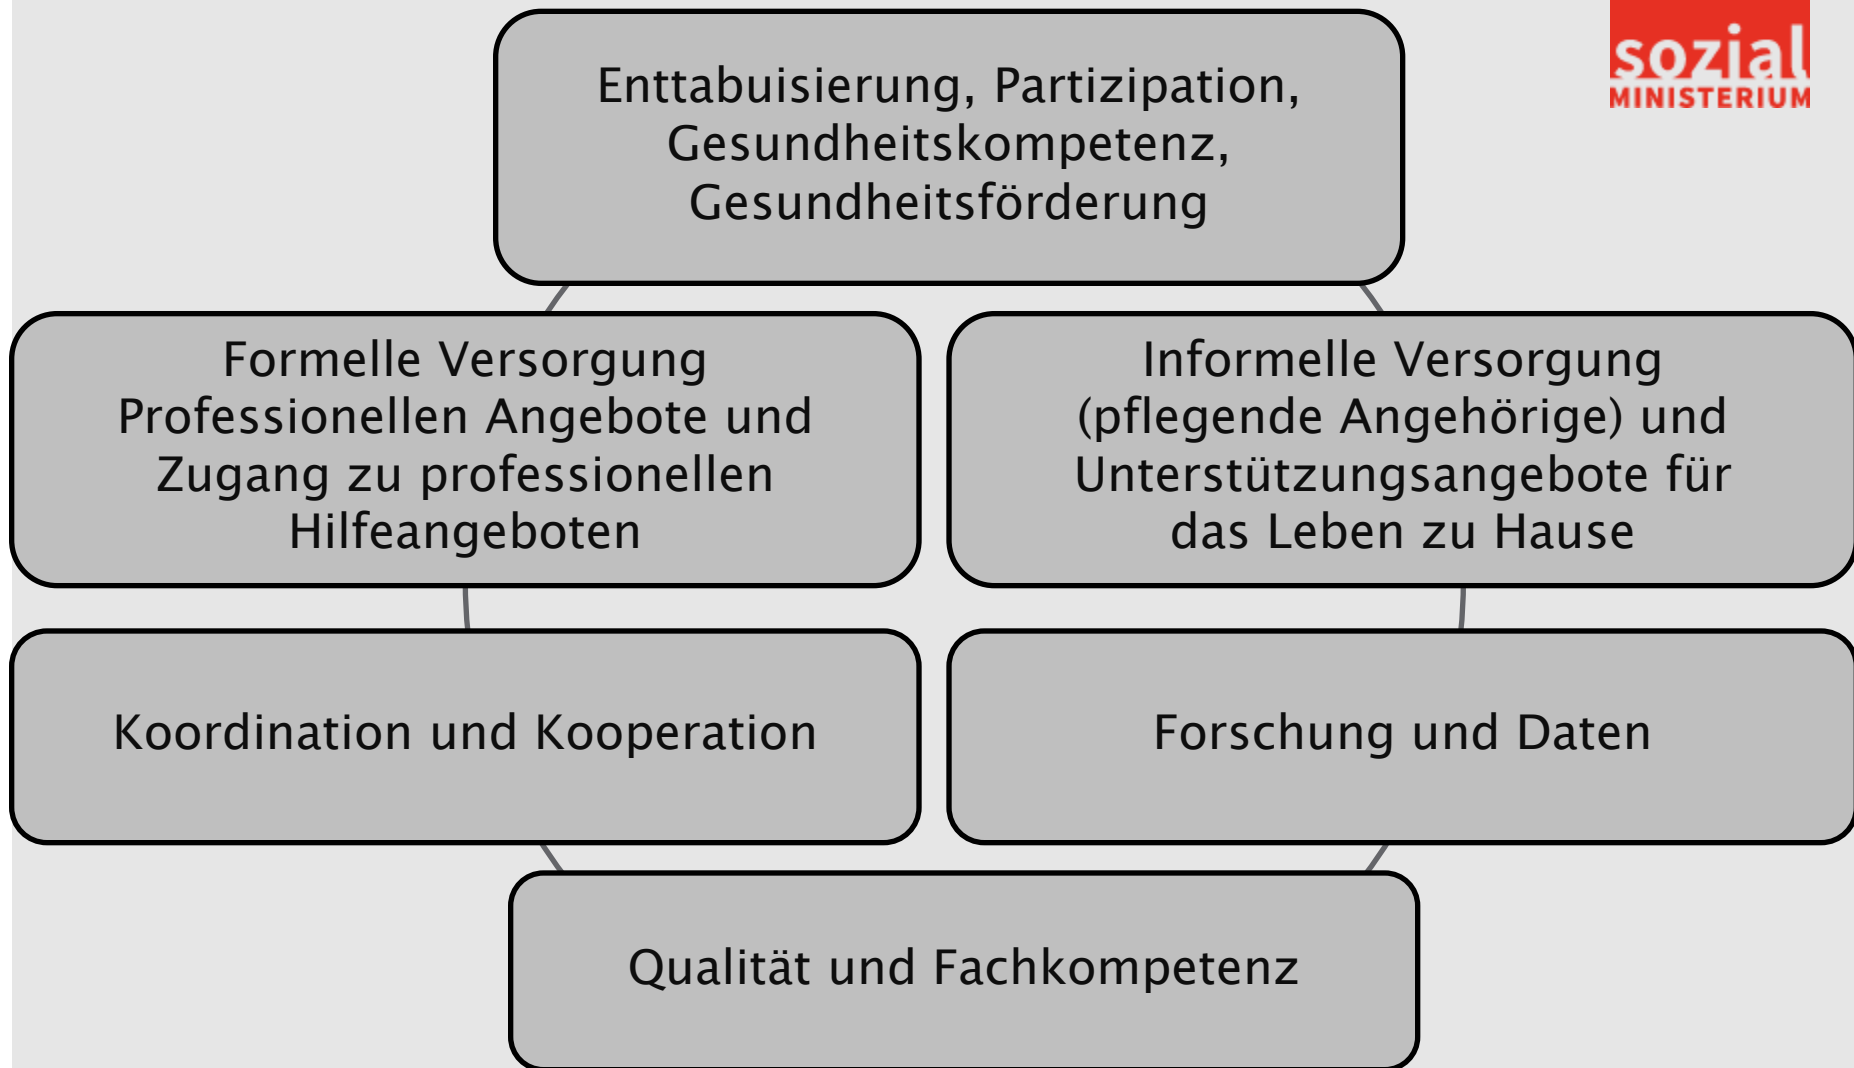 sozial
MINISTERIUM
Enttabuisierung, Partizipation,
Gesundheitskompetenz,
Gesundheitsförderung
Formelle Versorgung
Professionellen Angebote und
Zugang zu professionellen
Hilfeangeboten
Informelle Versorgung
(pflegende Angehörige) und
Unterstützungsangebote für
das Leben zu Hause
Koordination und Kooperation
Forschung und Daten
Qualität und Fachkompetenz